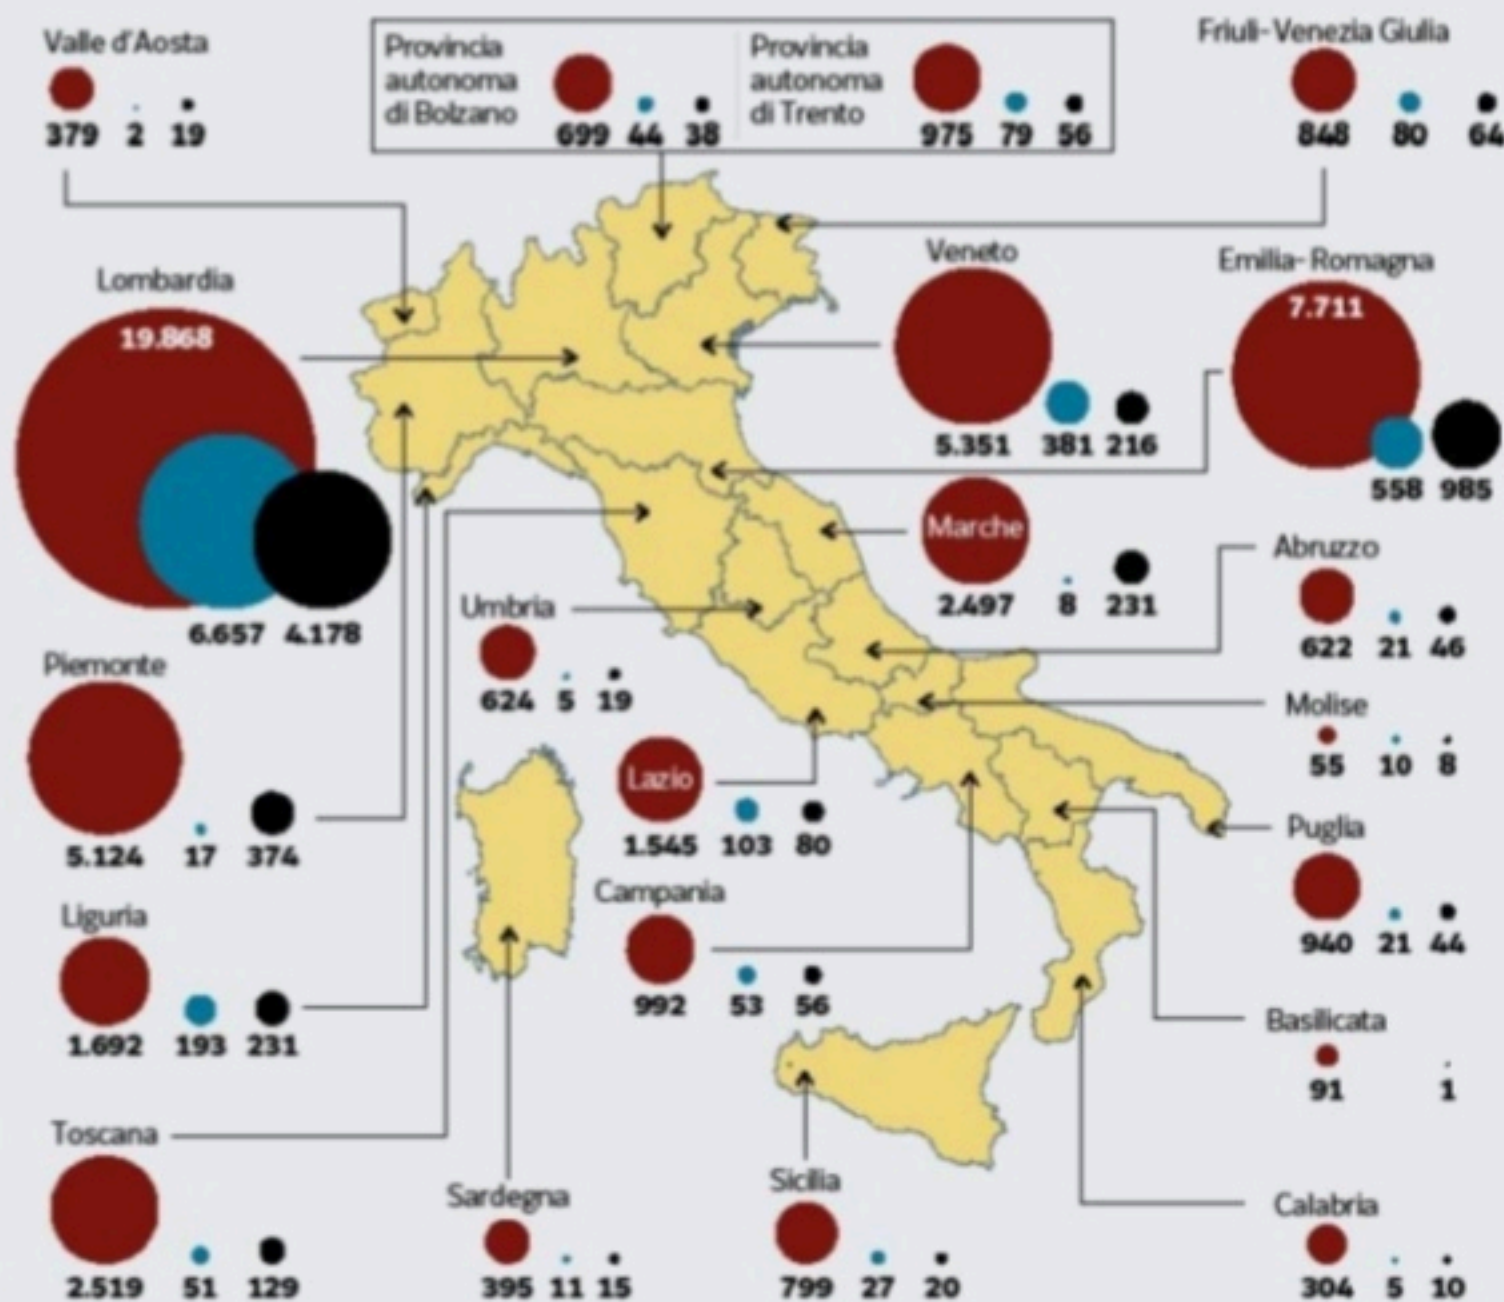 Valle d'Aosta
379 2 19
Provincia
autonoma
di Bolzano
699 44 38
Provincia
autonoma
di Trento
975 79 56
Friuli-Venezia Giulia
848 80 64
Lombardia
19.868
6.657 4.178
Veneto
5.351 381 216
Emilia-Romagna
7.711
558 985
Marche
2.497 8 231
Abruzzo
622 21 46
Umbria
624 5 19
Piemonte
5.124 17 374
Molise
55 10 8
Lazio
1.545 103 80
Puglia
940 21 44
Liguria
1.692 193 231
Campania
992 53 56
Basilicata
91 1
Toscana
2.519 51 129
Sardegna
395 11 15
Sicilia
799 27 20
Calabria
304 5 10